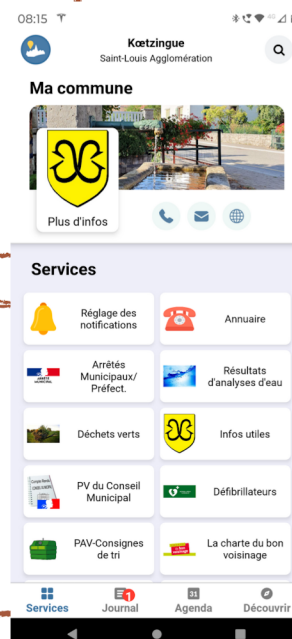 08:15
Kœtzingue
Saint-Louis Agglomération
Ma commune
Plus d'infos
Services
Réglage des
notifications
Annuaire
Arrêtés
Municipaux/
Préfect.
Résultats
d'analyses d'eau
Déchets verts
Infos utiles
PV du Conseil
Municipal
Défibrillateurs
PAV-Consignes
de tri
La charte du bon
voisinage
1
31
Services
Journal
Agenda
Découvrir